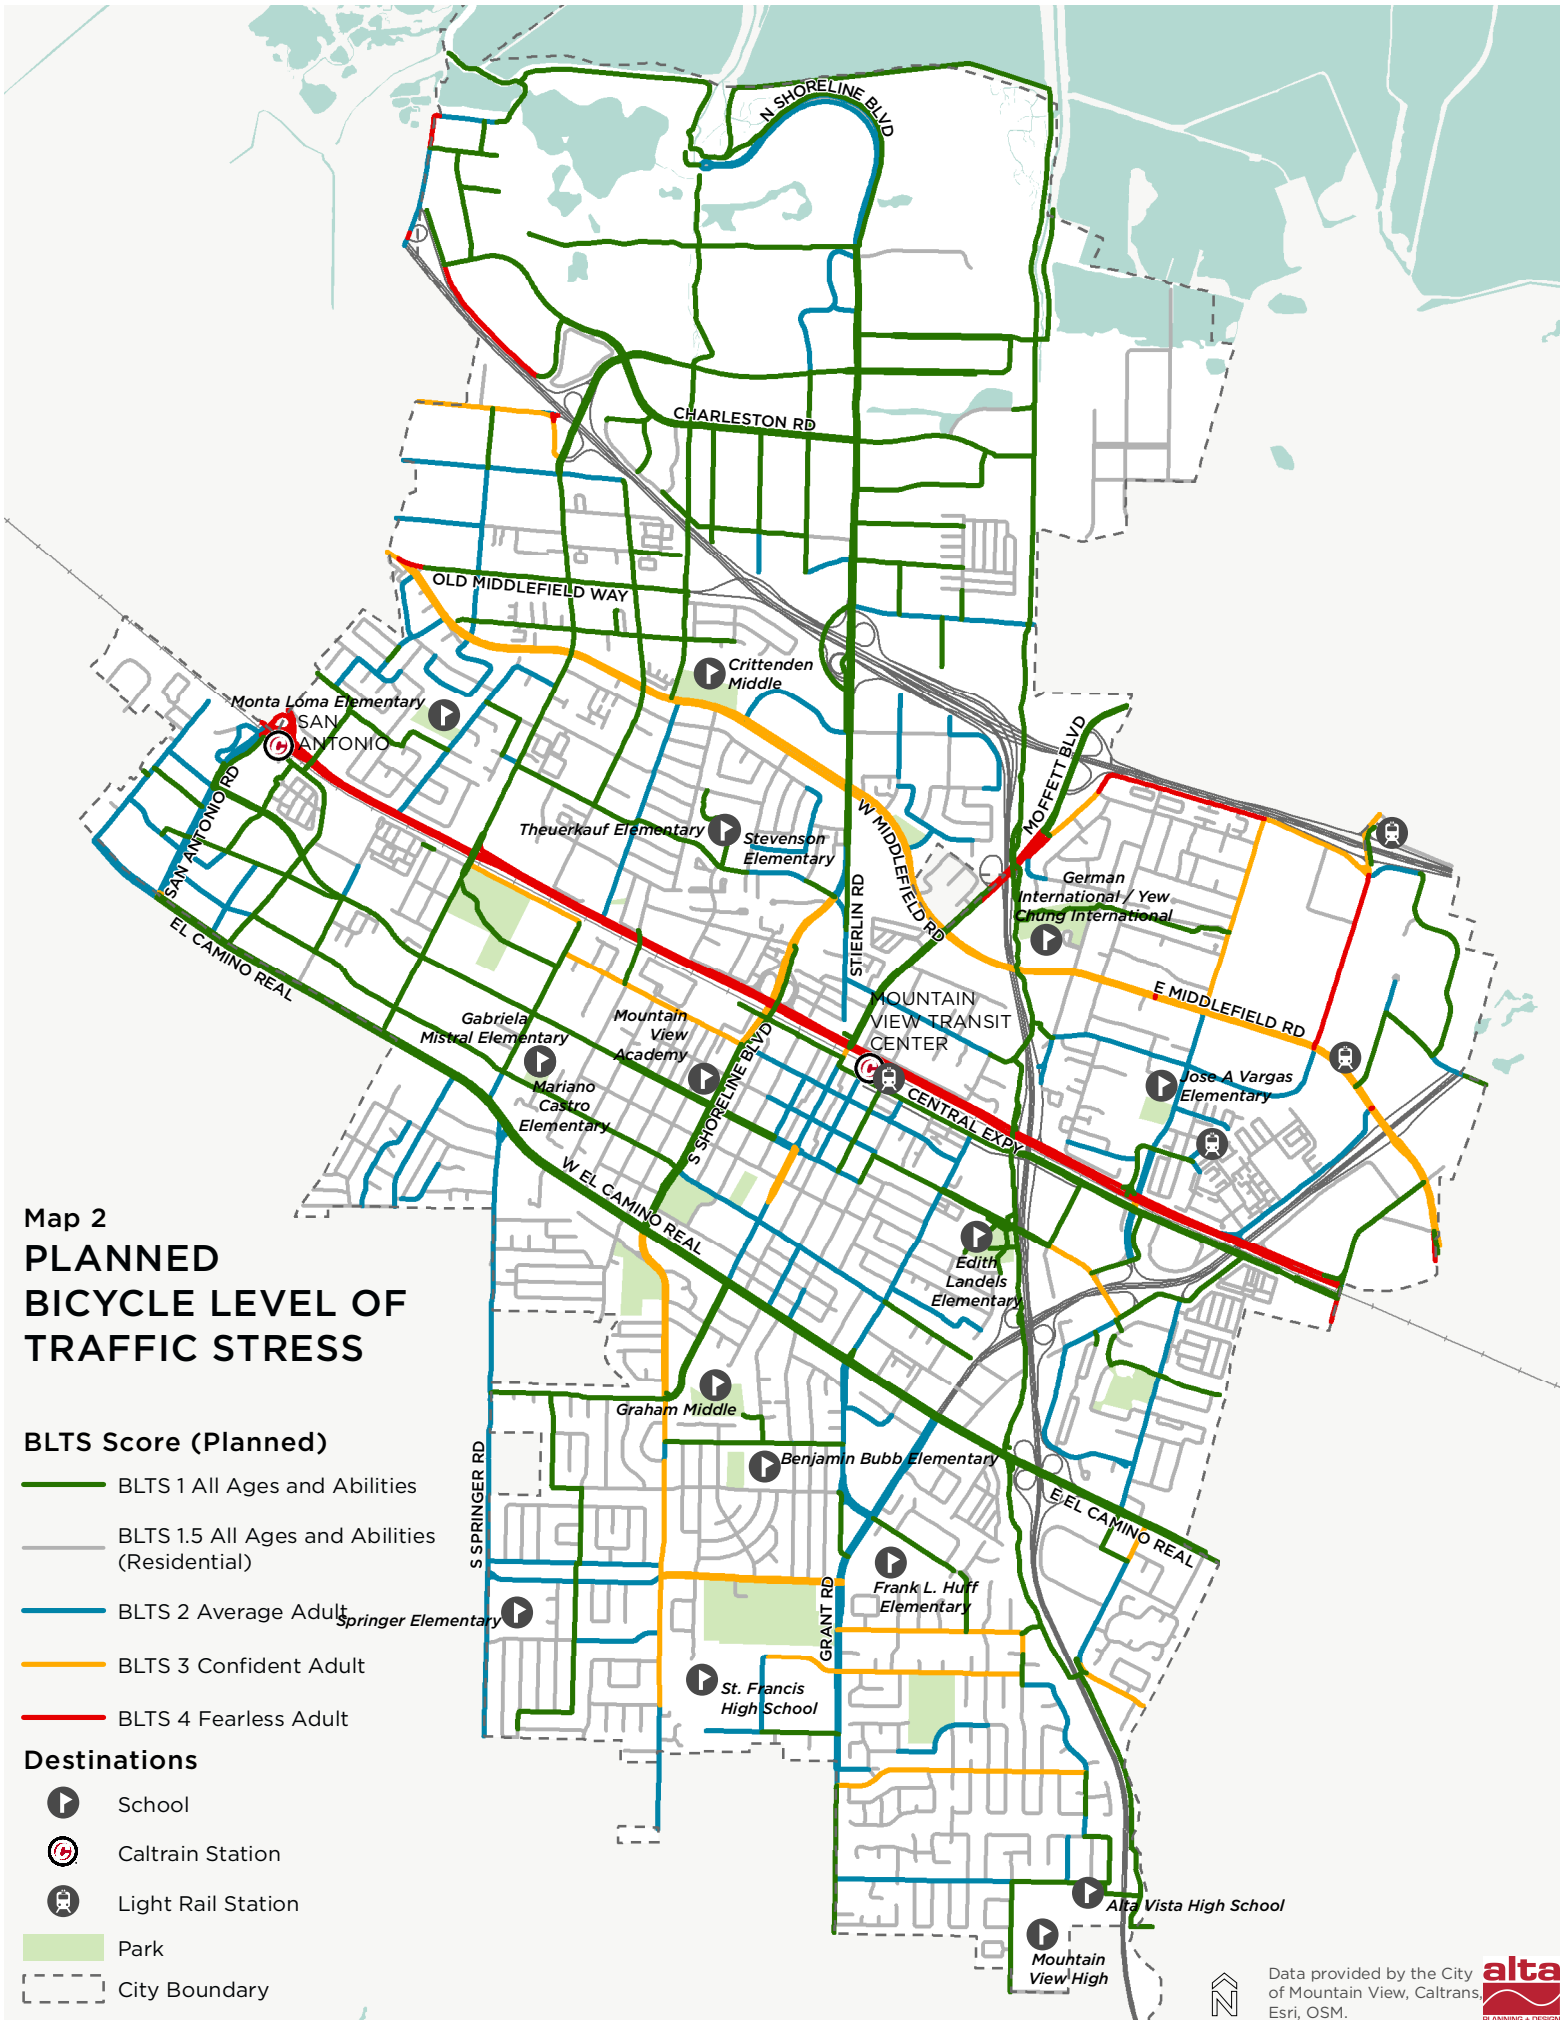 N SHORELINE BLVD
CHARLESTON RD
OLD MIDDLEFIELD WAY
Crittenden
Middle
Monta Loma Elementary
SAN
ANTONIO
SAN ANTONIO RD
MOFFETT BLVD
Theuerkauf Elementary
Stevenson
Elementary
W MIDDLEFIELD RD
German
International / Yew
Chung International
STIERLIN RD
EL CAMINO REAL
E MIDDLEFIELD RD
MOUNTAIN
VIEW TRANSIT
CENTER
Gabriela
Mistral Elementary
Mountain
View
Academy
S SHORELINE BLVD
Mariano
Castro
Elementary
Jose A Vargas
Elementary
CENTRAL EXPY
W EL CAMINO REAL
Edith
Landels
Elementary
Graham Middle
Benjamin Bubb Elementary
S SPRINGER RD
E EL CAMINO REAL
Frank L. Huff
Elementary
GRANT RD
Springer Elementary
St. Francis
High School
Alta Vista High School
Mountain
View High
Map 2
PLANNED
BICYCLE LEVEL OF
TRAFFIC STRESS
BLTS Score (Planned)
BLTS 1 All Ages and Abilities
BLTS 1.5 All Ages and Abilities
(Residential)
BLTS 2 Average Adult
BLTS 3 Confident Adult
BLTS 4 Fearless Adult
Destinations
School
Caltrain Station
Light Rail Station
Park
City Boundary
N
Data provided by the City
of Mountain View, Caltrans,
Esri, OSM.
alta
PLANNING + DESIGN